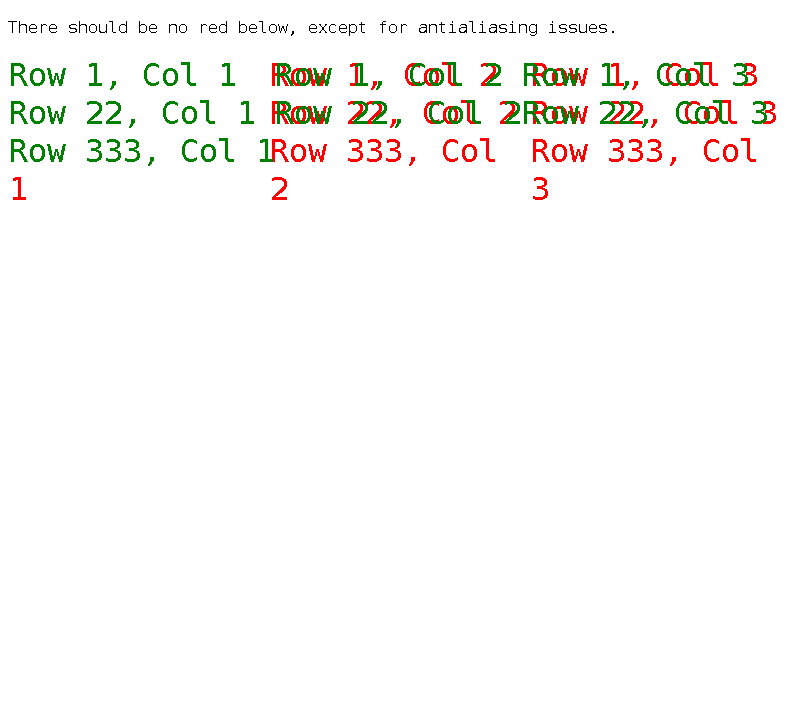 There should be no red below, except for antialiasing issues.
Row 1, Col 1 Row 1, Col 2 Row 1, Col 3
Row 22, Col 1 Row 22, Col 2 Row 22, Col 3
Row 333, Col 1 Row 333, Col Row 333, Col
1 2 3